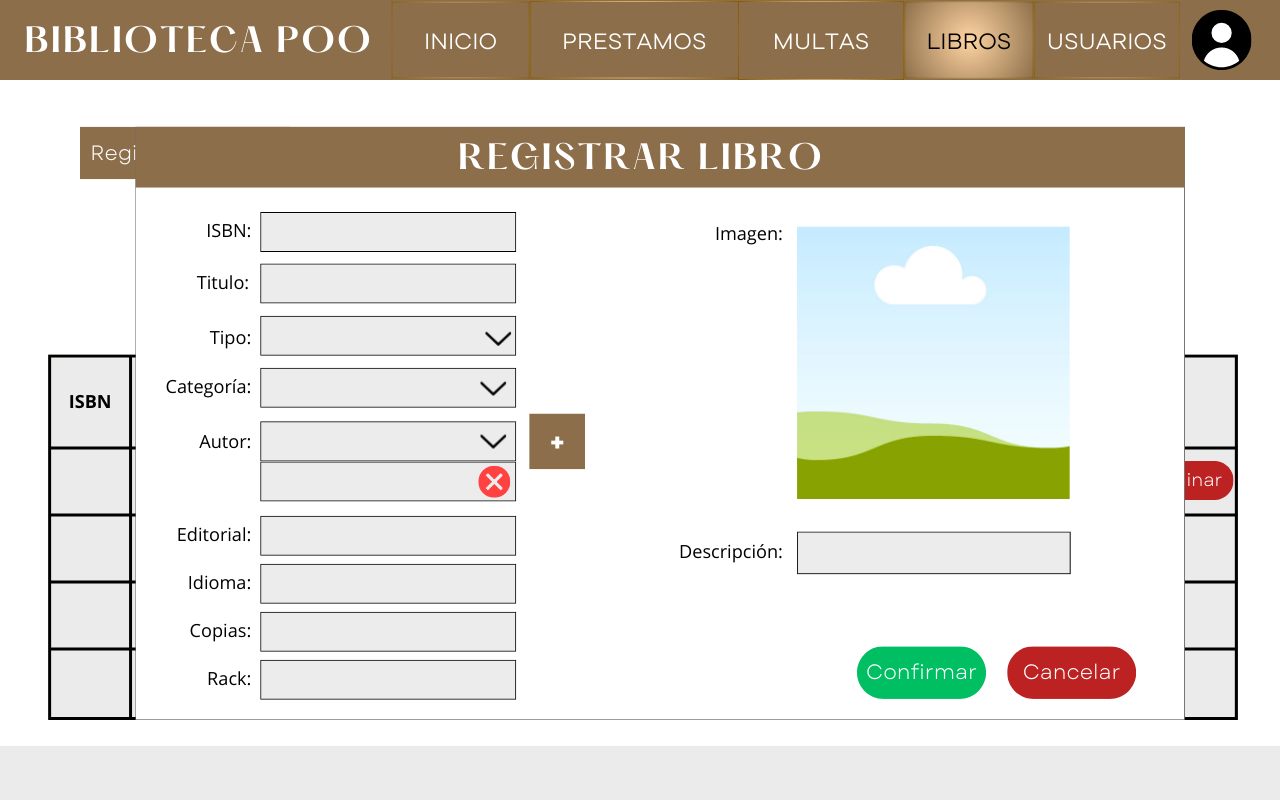 BIBLIOTECA POO
INICIO
PRESTAMOS
MULTAS
LIBROS
USUARIOS
Regi
REGISTRAR LIBRO
ISBN:
Titulo:
Tipo:
Categoría:
Autor:
+
Editorial:
Idioma:
Copias:
Rack:
Imagen:
Descripción:
Confirmar
Cancelar
ISBN
inar